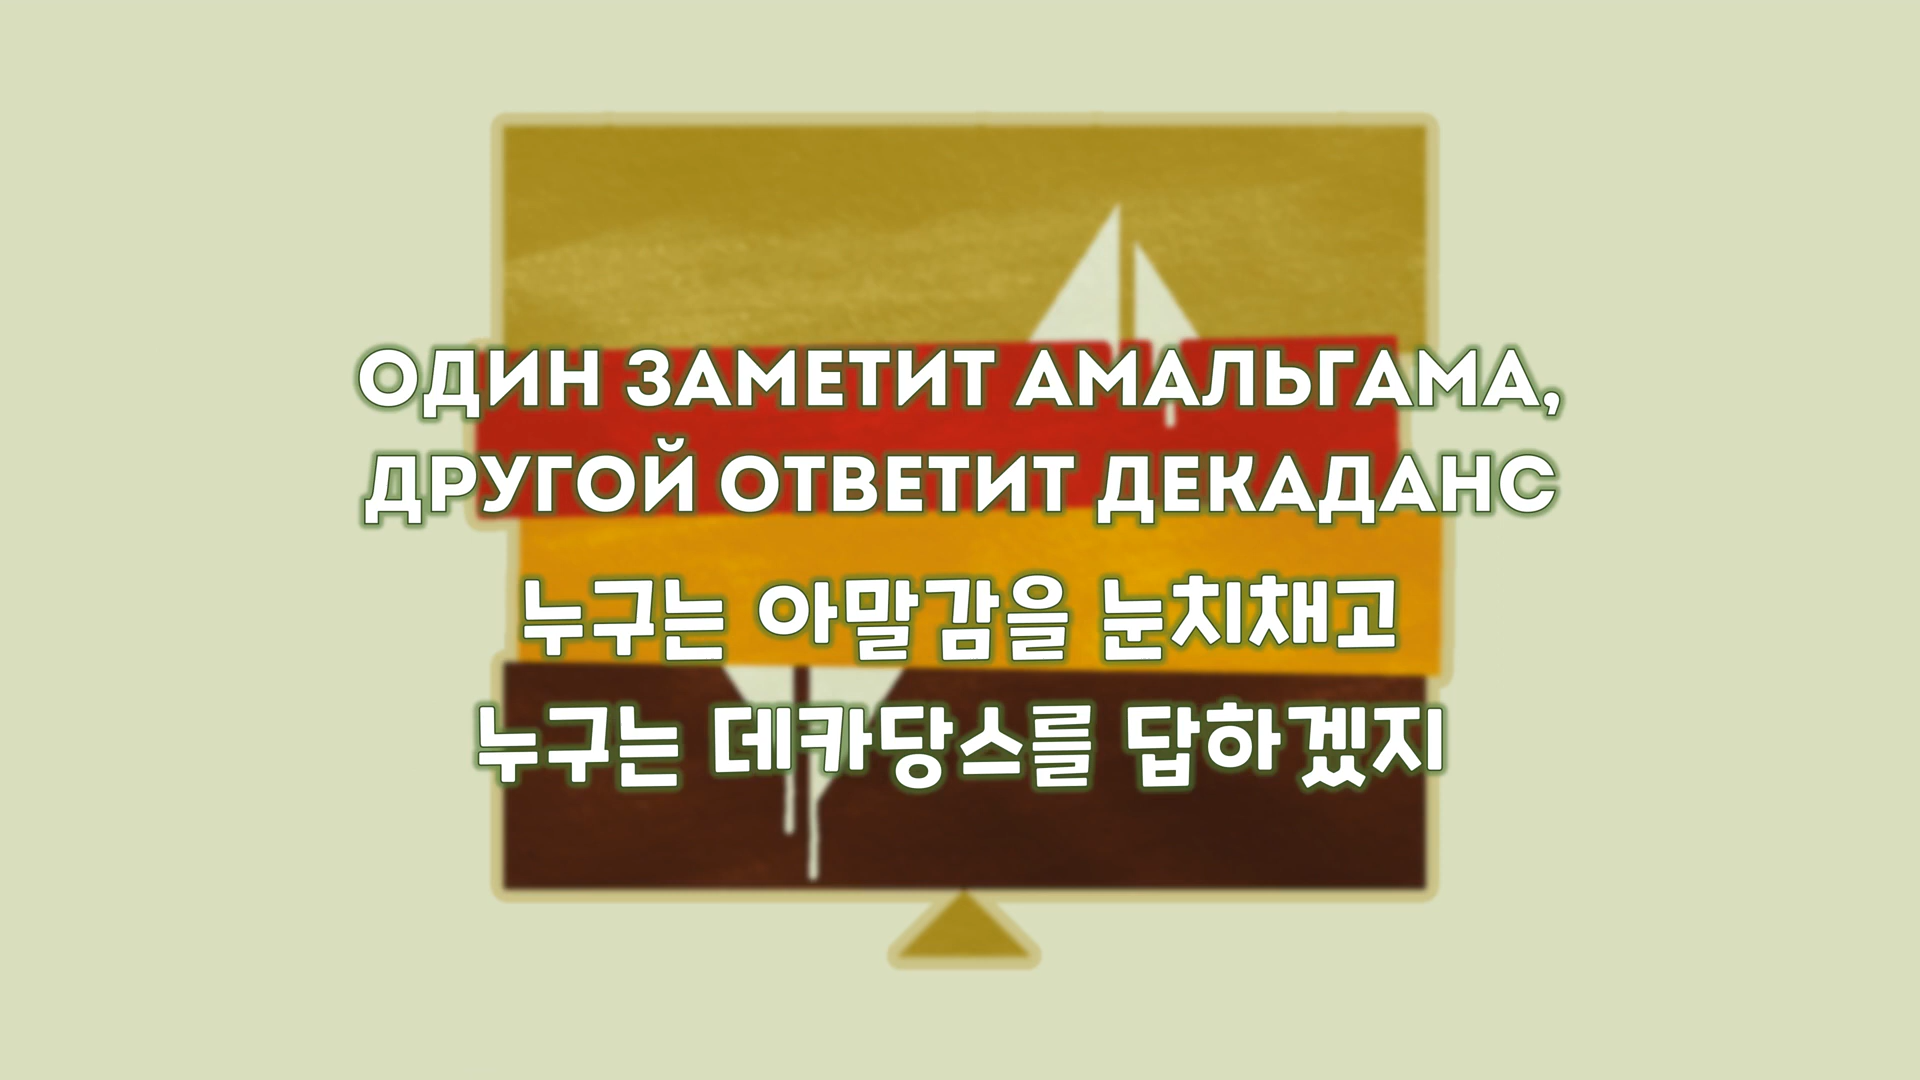 ОДИН ЗАМЕТИТ АМАЛЬГАМА,
ДРУГОЙ ОТВЕТИТ ДЕКАДАНС
누구는 아말감을 눈치채고
누구는 데카당스를 답하겠지